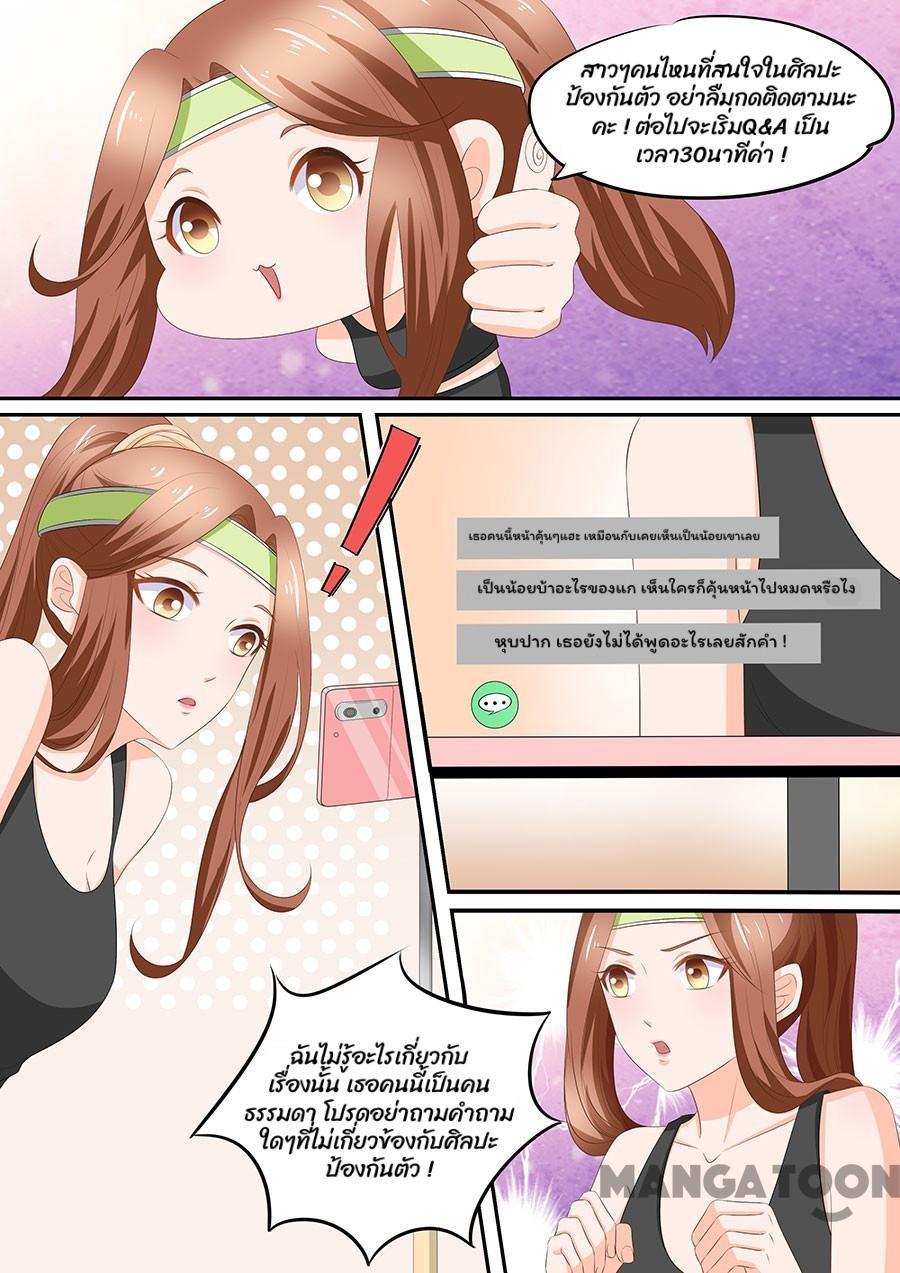 สาวๆคนไหนที่สนใจในศิลปะ
ป้องกันตัว อย่าลืมกดติดตามนะ
คะ ! ต่อไปจะเริ่มQ&A เป็น
เวลา30นาทีค่า !
เธอคนนี้หน้าคุ้นๆแฮะ เหมือนกับเคยเห็นเป็นน้อยเขาเลย
เป็นน้อยบ้าอะไรของแก เห็นใครก็คุ้นหน้าไปหมดหรือไง
หุบปาก เธอยังไม่ได้พูดอะไรเลยสักคำ !
ฉันไม่รู้อะไรเกี่ยวกับ
เรื่องนั้น เธอคนนี้เป็นคน
ธรรมดา โปรดอย่าถามคำถาม
ใดๆที่ไม่เกี่ยวข้องกับศิลปะ
ป้องกันตัว !
MANGATOON